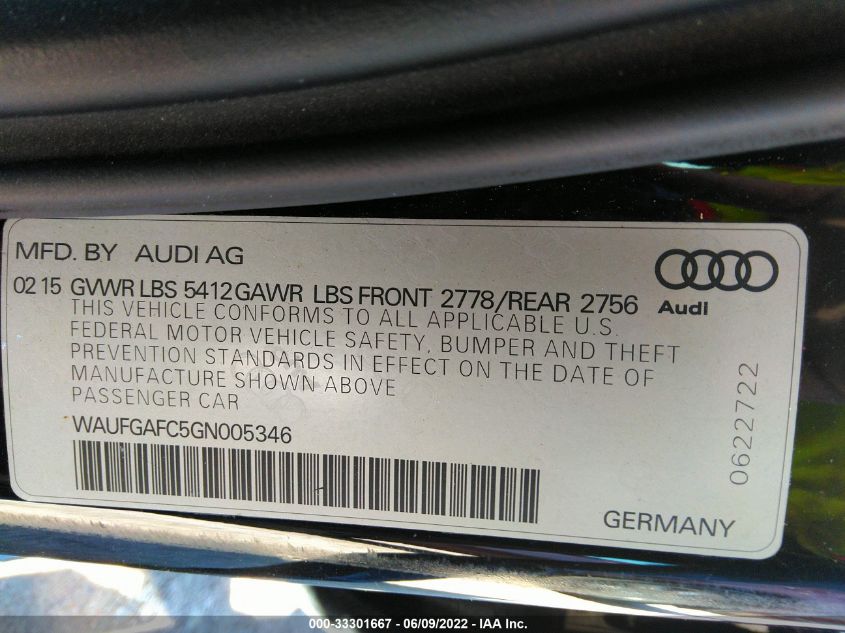 MFD. BY AUDI AG
Audi
02 15 GVWR LBS 5412 GAWR LBS FRONT 2778/REAR 2756
THIS VEHICLE CONFORMS TO ALL APPLICABLE U.S.
FEDERAL MOTOR VEHICLE SAFETY, BUMPER AND THEFT
PREVENTION STANDARDS IN EFFECT ON THE DATE OF
MANUFACTURE SHOWN ABOVE
PASSENGER CAR
WAUFGAFC5GN005346
0622722
GERMANY
000-33301667 - 06/09/2022 - IAA Inc.